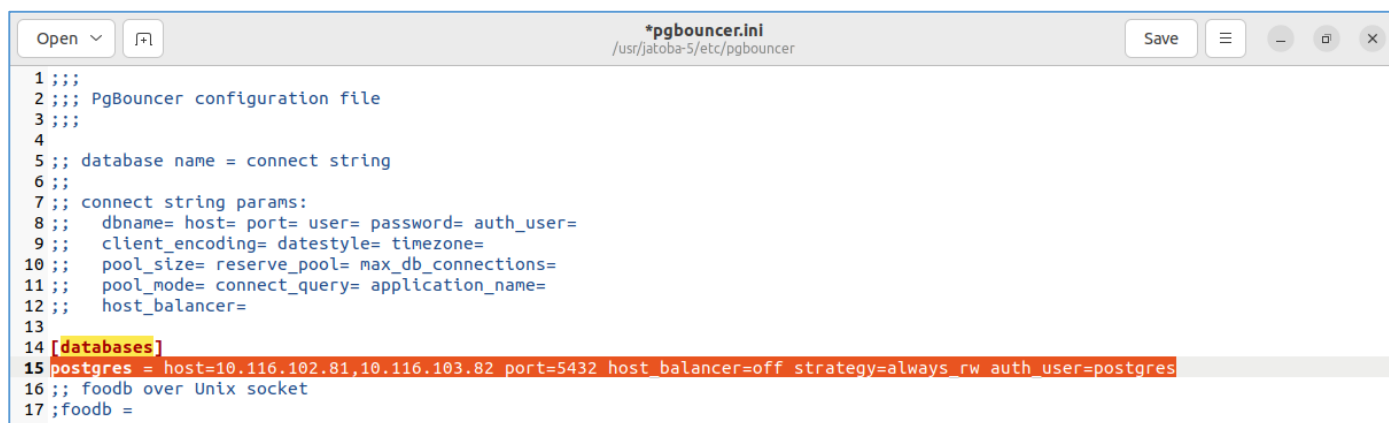 Open
*pgbouncer.ini
/usr/jatoba-5/etc/pgbouncer
Save
1 ;;;
2 ;;; PgBouncer configuration file
3 ;;;
4
5 ;; database name = connect string
6 ;;
7 ;; connect string params:
8 ;;   dbname= host= port= user= password= auth_user=
9 ;;   client_encoding= datestyle= timezone=
10 ;;   pool_size= reserve_pool= max_db_connections=
11 ;;   pool_mode= connect_query= application_name=
12 ;;   host_balancer=
13
14 [databases]
15 postgres = host=10.116.102.81,10.116.103.82 port=5432 host_balancer=off strategy=always_rw auth_user=postgres
16 ;; foodb over Unix socket
17 ;foodb =